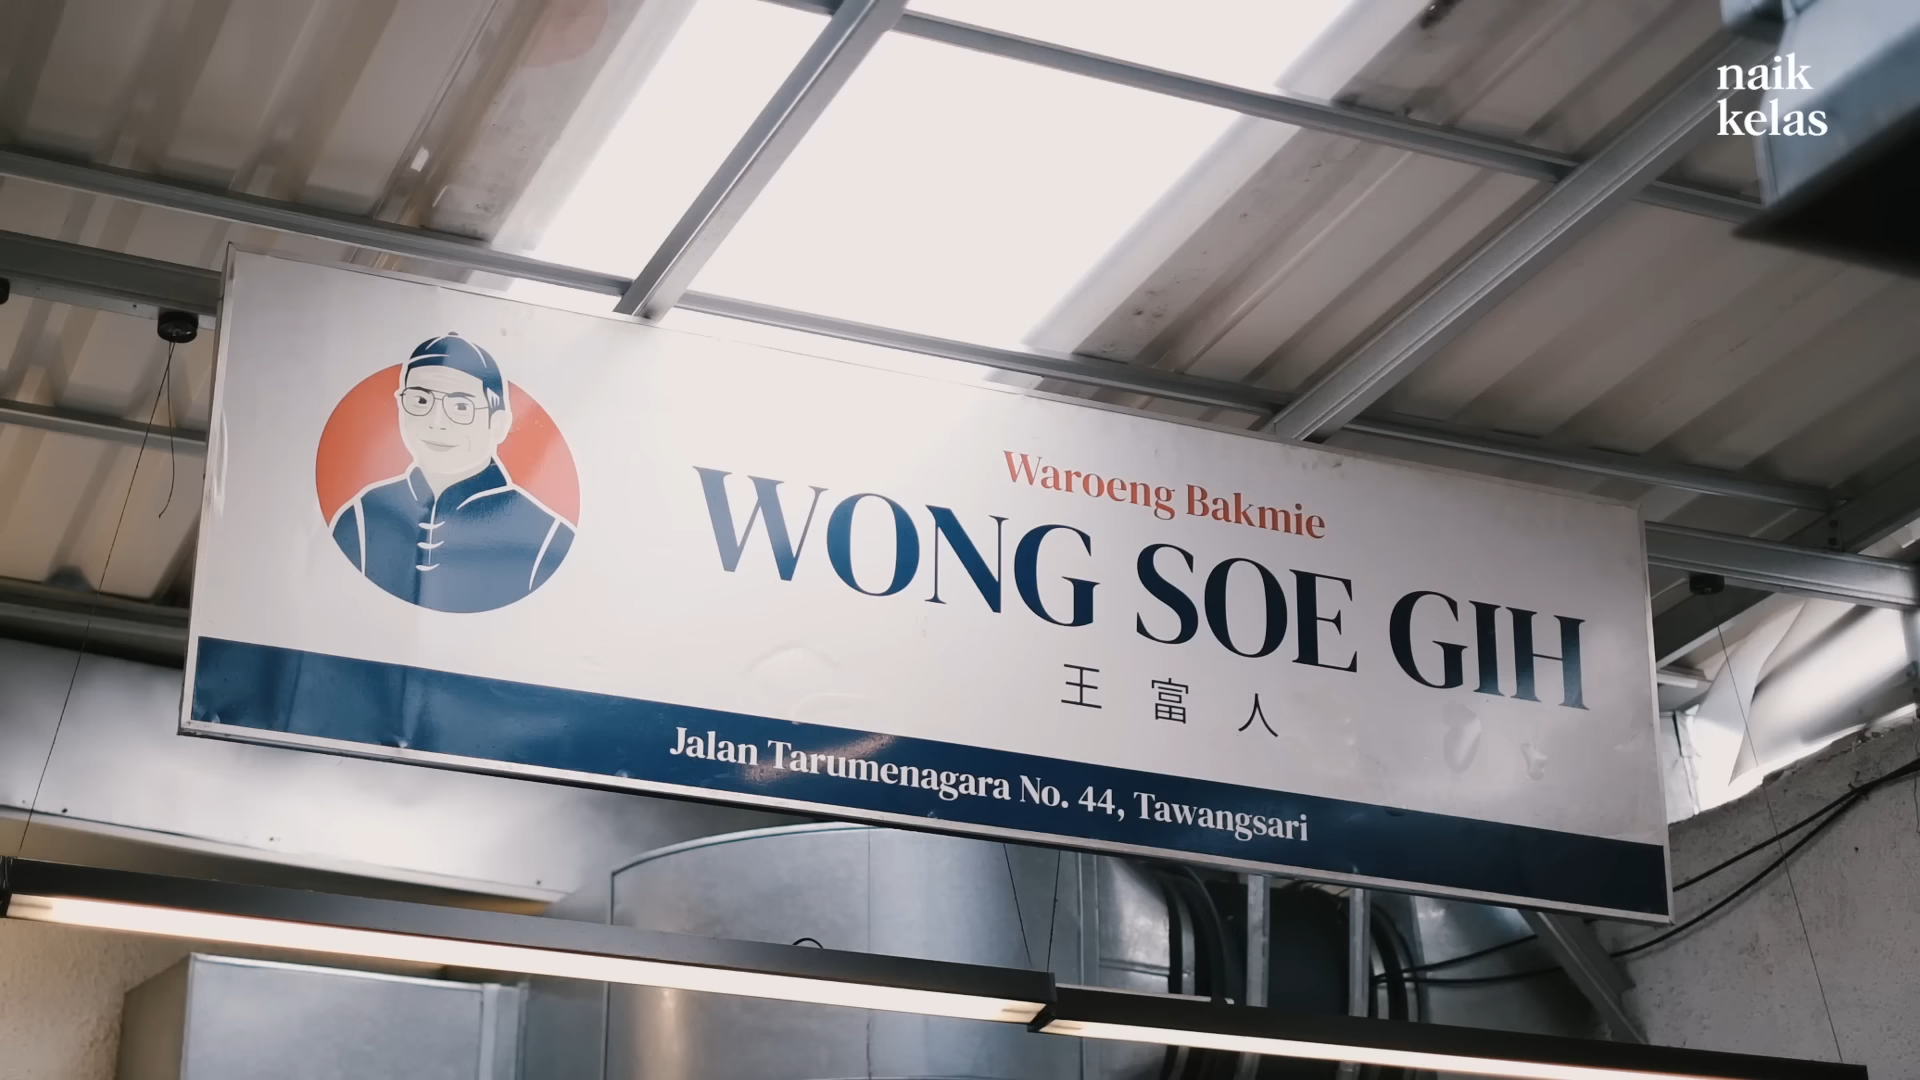 naik
kelas
Waroeng Bakmie
WONG SOE GIH
王 富 人
Jalan Tarumenagara No. 44, Tawangsari